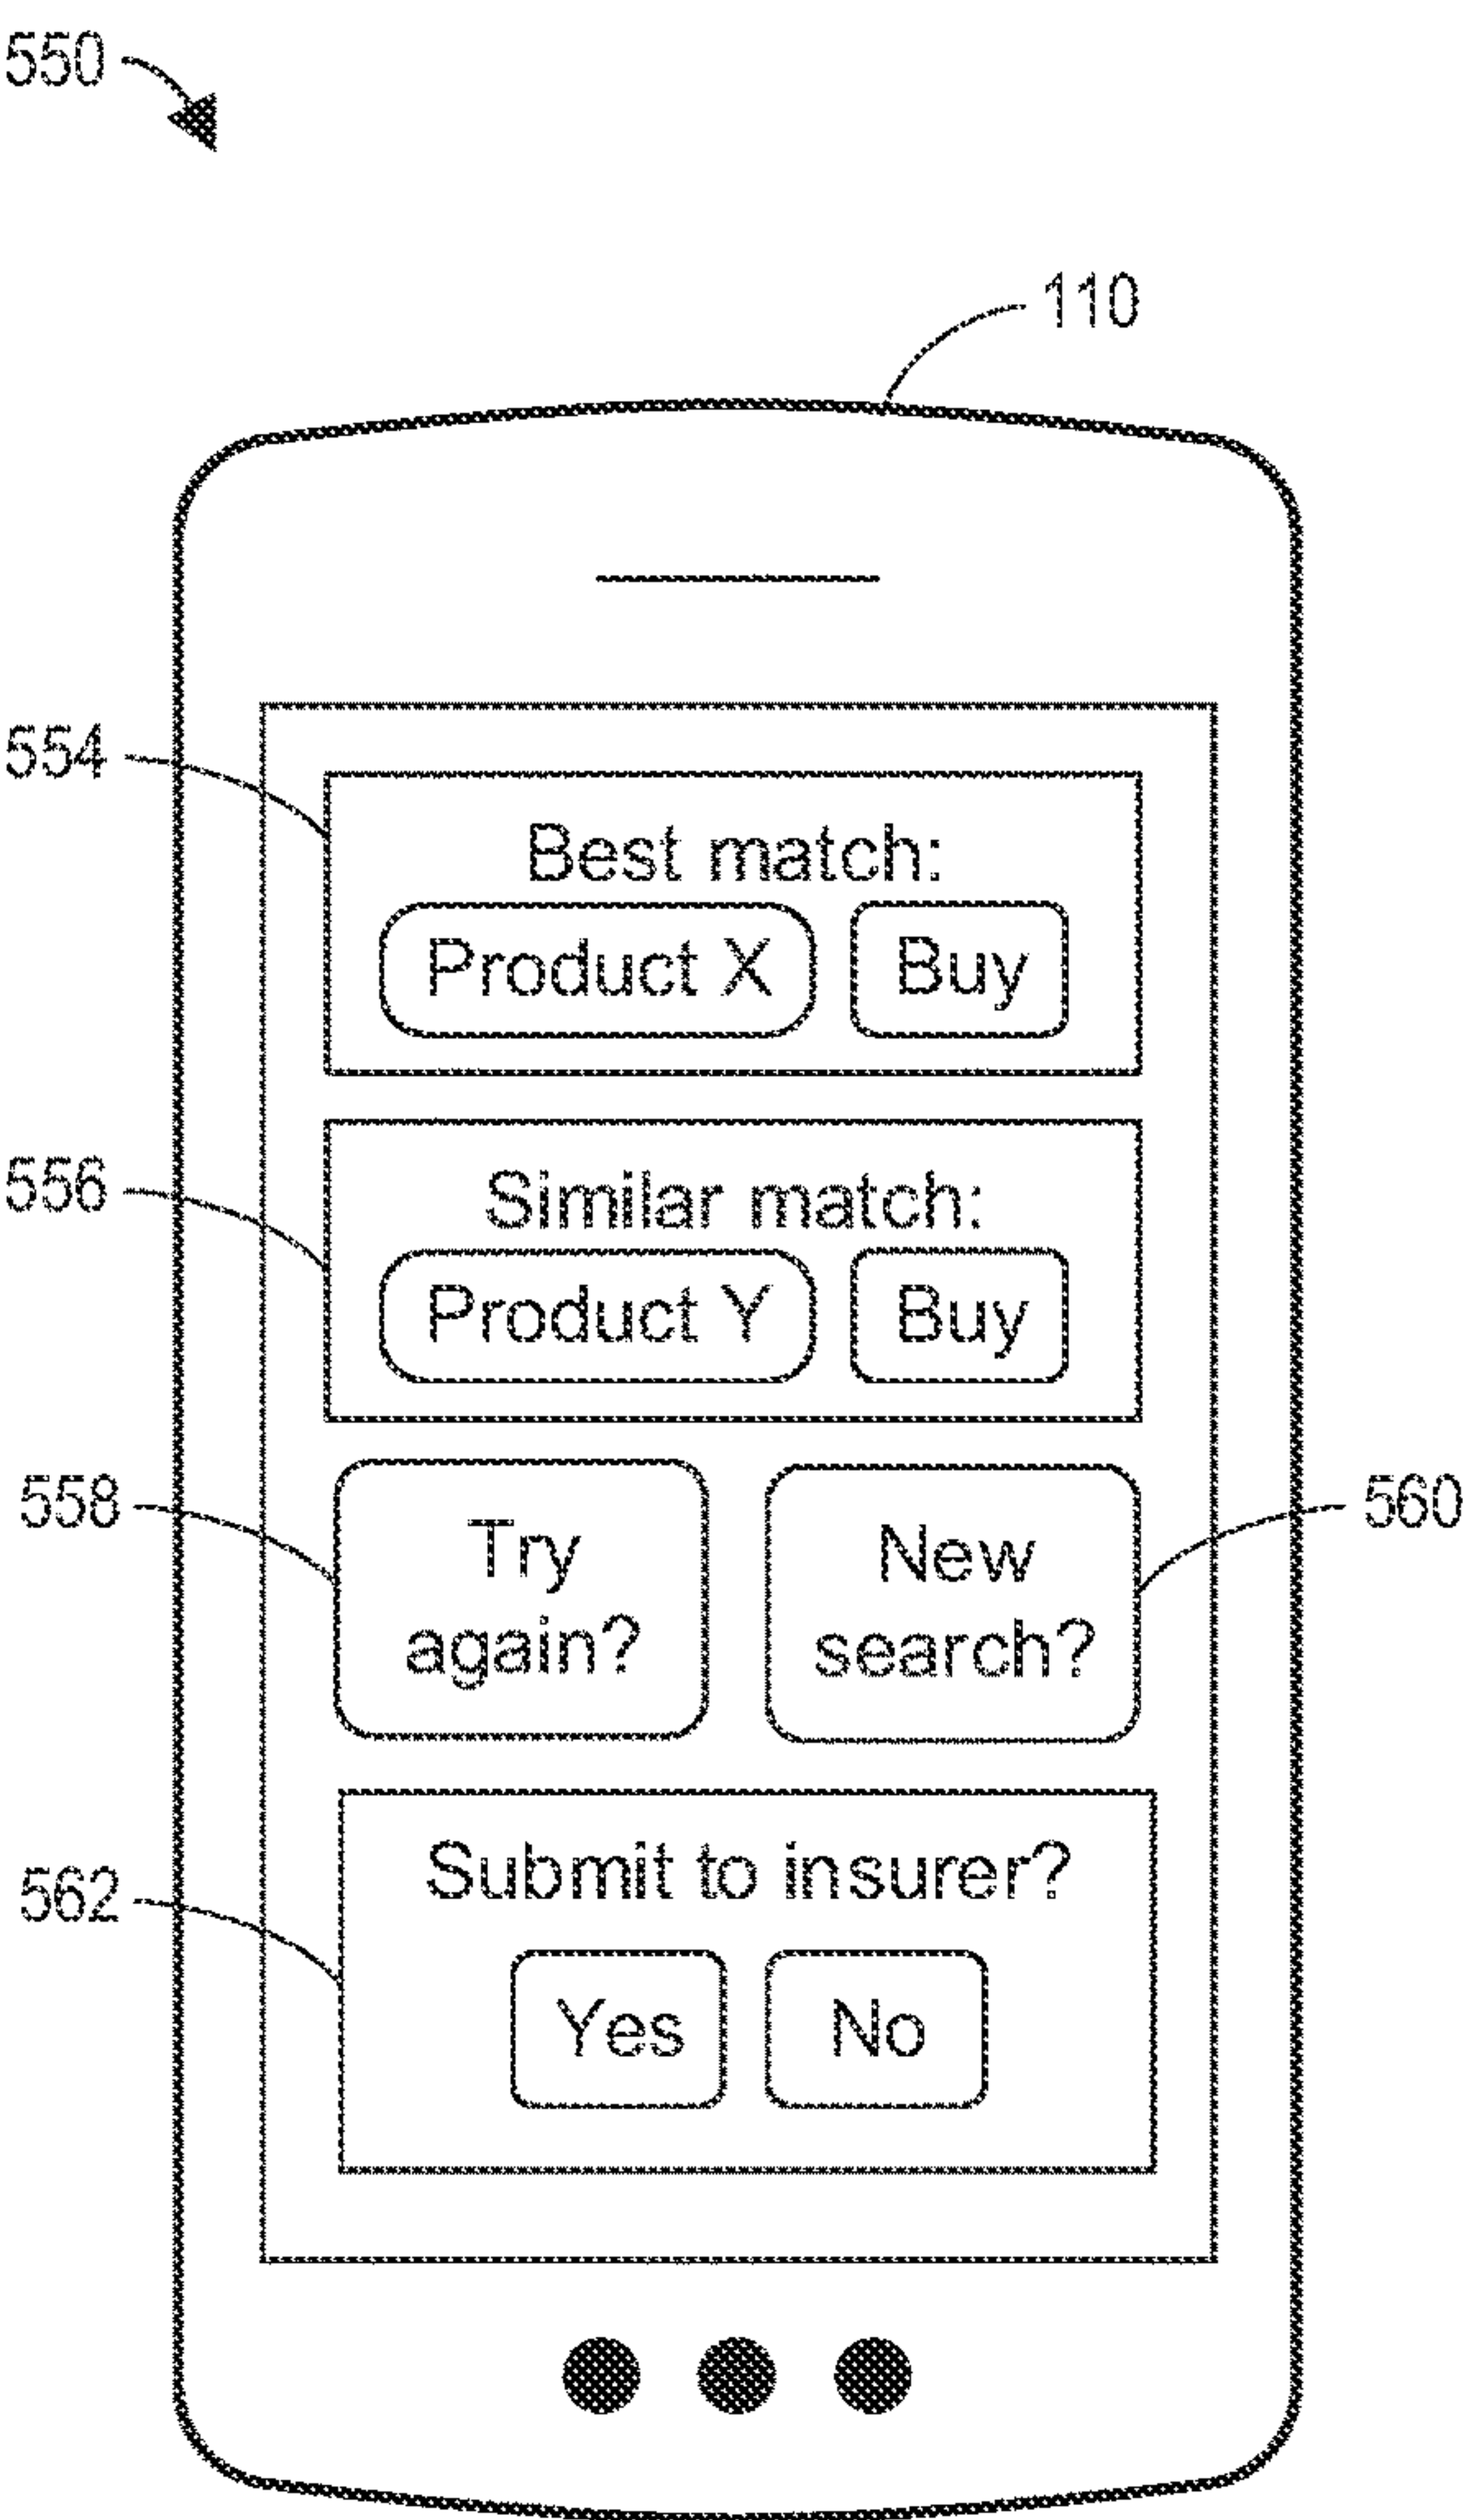 550
110
554
Best match:
Product X Buy
556
Similar match:
Product Y Buy
558
560
Try
again?
New
search?
562
Submit to insurer?
Yes No